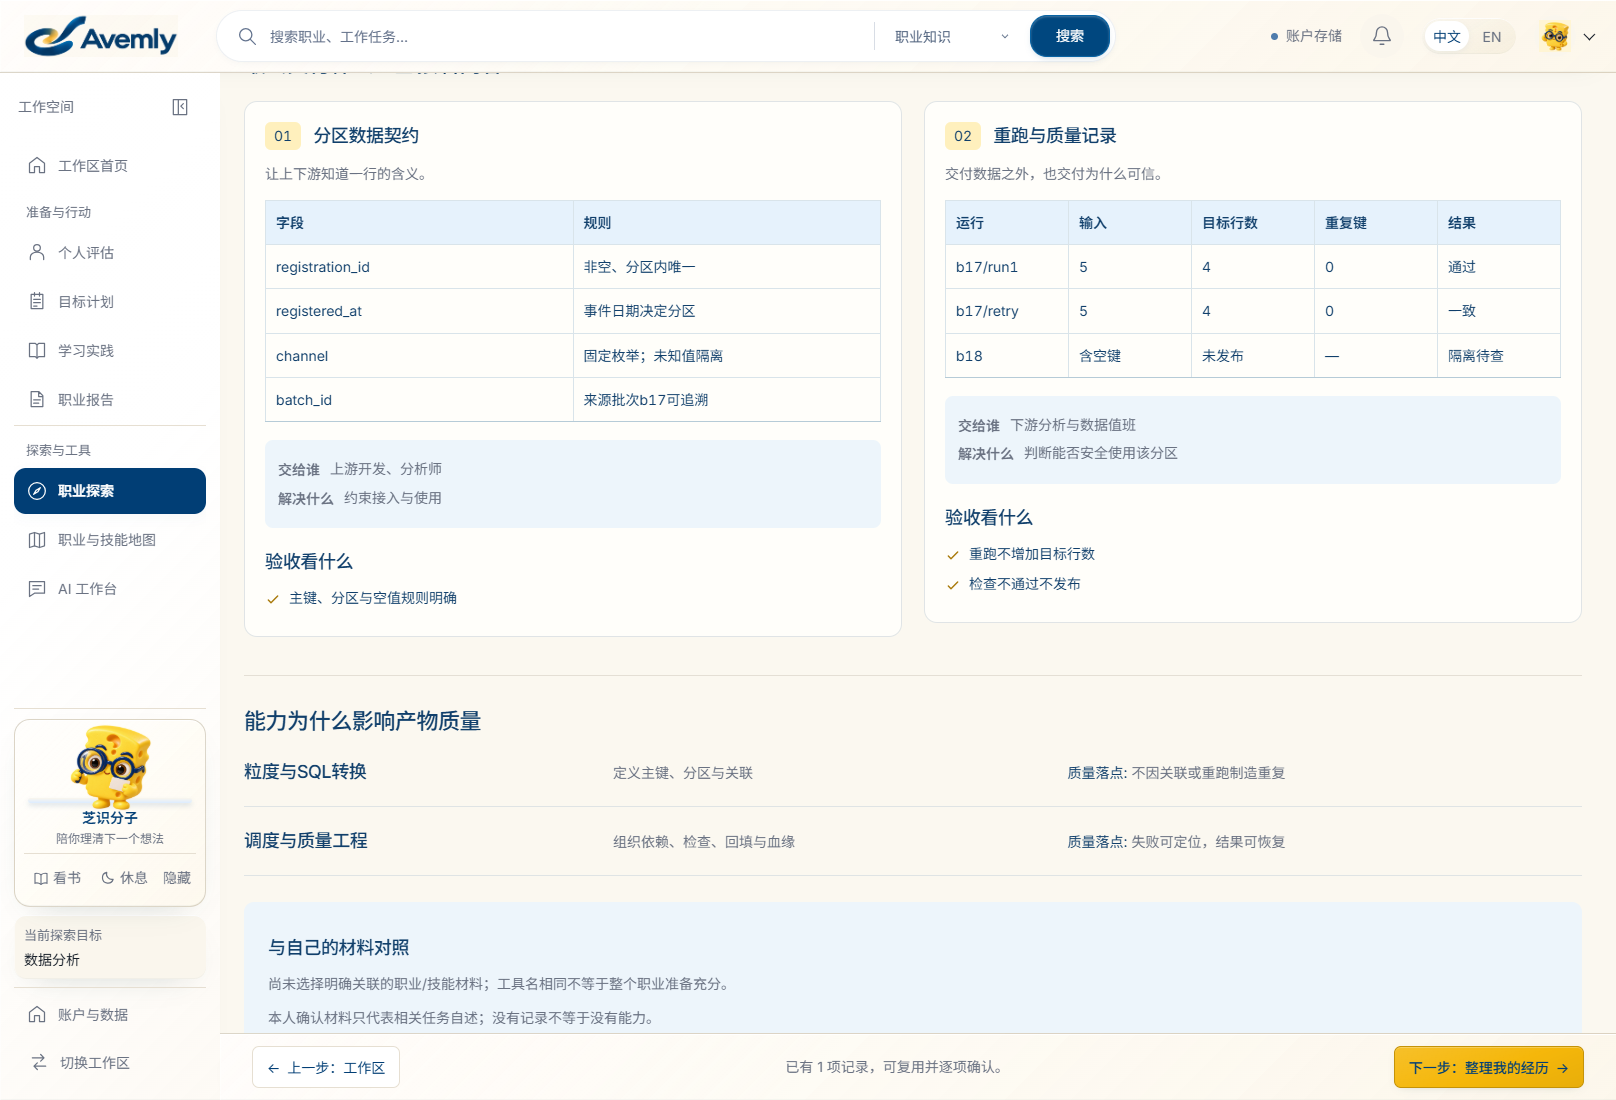 Avemly
搜索职业、工作任务...
职业知识
搜索
账户存储
中文
EN
工作空间
工作区首页
准备与行动
个人评估
目标计划
学习实践
职业报告
探索与工具
职业探索
职业与技能地图
AI 工作台
芝识分子
陪你理清下一个想法
看书
休息
隐藏
当前探索目标
数据分析
账户与数据
切换工作区
01 分区数据契约
让上下游知道一行的含义。
字段 规则
registration_id 非空、分区内唯一
registered_at 事件日期决定分区
channel 固定枚举；未知值隔离
batch_id 来源批次b17可追溯
交给谁 上游开发、分析师
解决什么 约束接入与使用
验收看什么
主键、分区与空值规则明确
02 重跑与质量记录
交付数据之外，也交付为什么可信。
运行 输入 目标行数 重复键 结果
b17/run1 5 4 0 通过
b17/retry 5 4 0 一致
b18 含空键 未发布 — 隔离待查
交给谁 下游分析与数据值班
解决什么 判断能否安全使用该分区
验收看什么
重跑不增加目标行数
检查不通过不发布
能力为什么影响产物质量
粒度与SQL转换 定义主键、分区与关联 质量落点: 不因关联或重跑制造重复
调度与质量工程 组织依赖、检查、回填与血缘 质量落点: 失败可定位，结果可恢复
与自己的材料对照
尚未选择明确关联的职业/技能材料；工具名相同不等于整个职业准备充分。
本人确认材料只代表相关任务自述；没有记录不等于没有能力。
← 上一步：工作区
已有 1 项记录，可复用并逐项确认。
下一步：整理我的经历 →